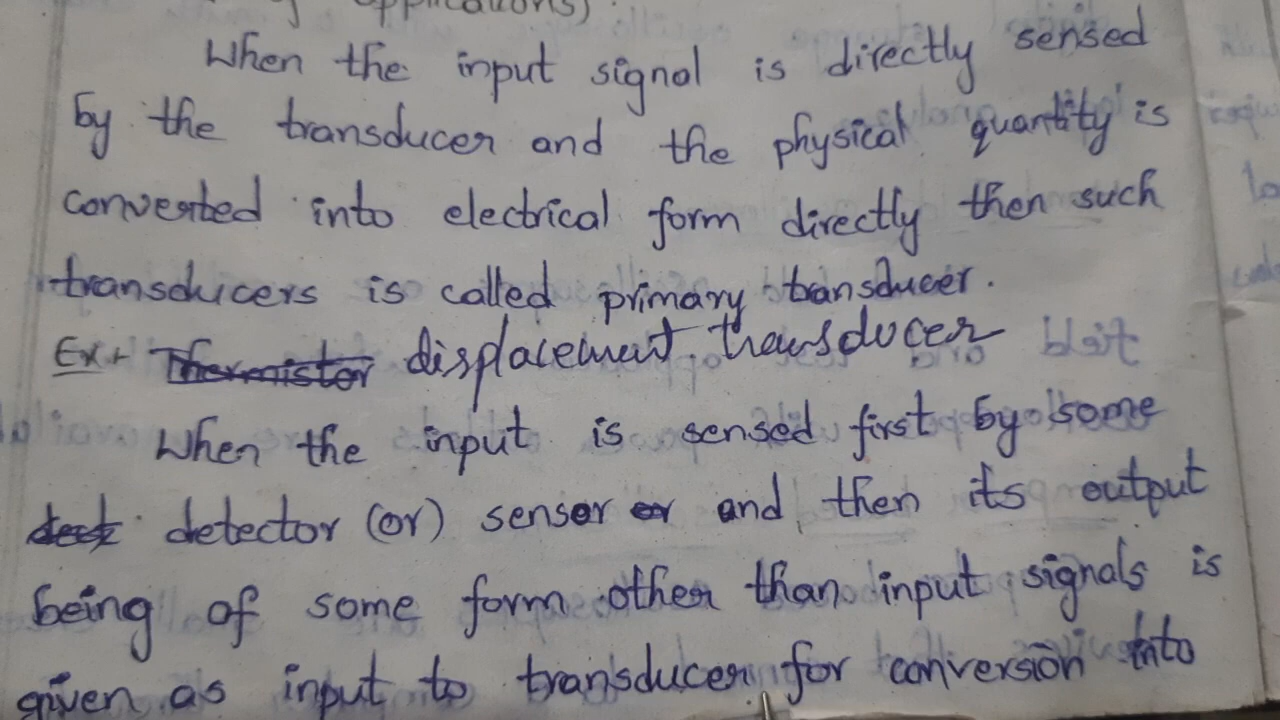 applications)
When the input signal is directly sensed
by the transducer and the physical quantity is
converted into electrical form directly then such
transducers is called primary transducer.
Ex:- Thermistor displacement transducer
When the input is sensed first by some
detector (or) sensor or and then its output
being of some form other than input signals is
given as input to transducer for conversion into